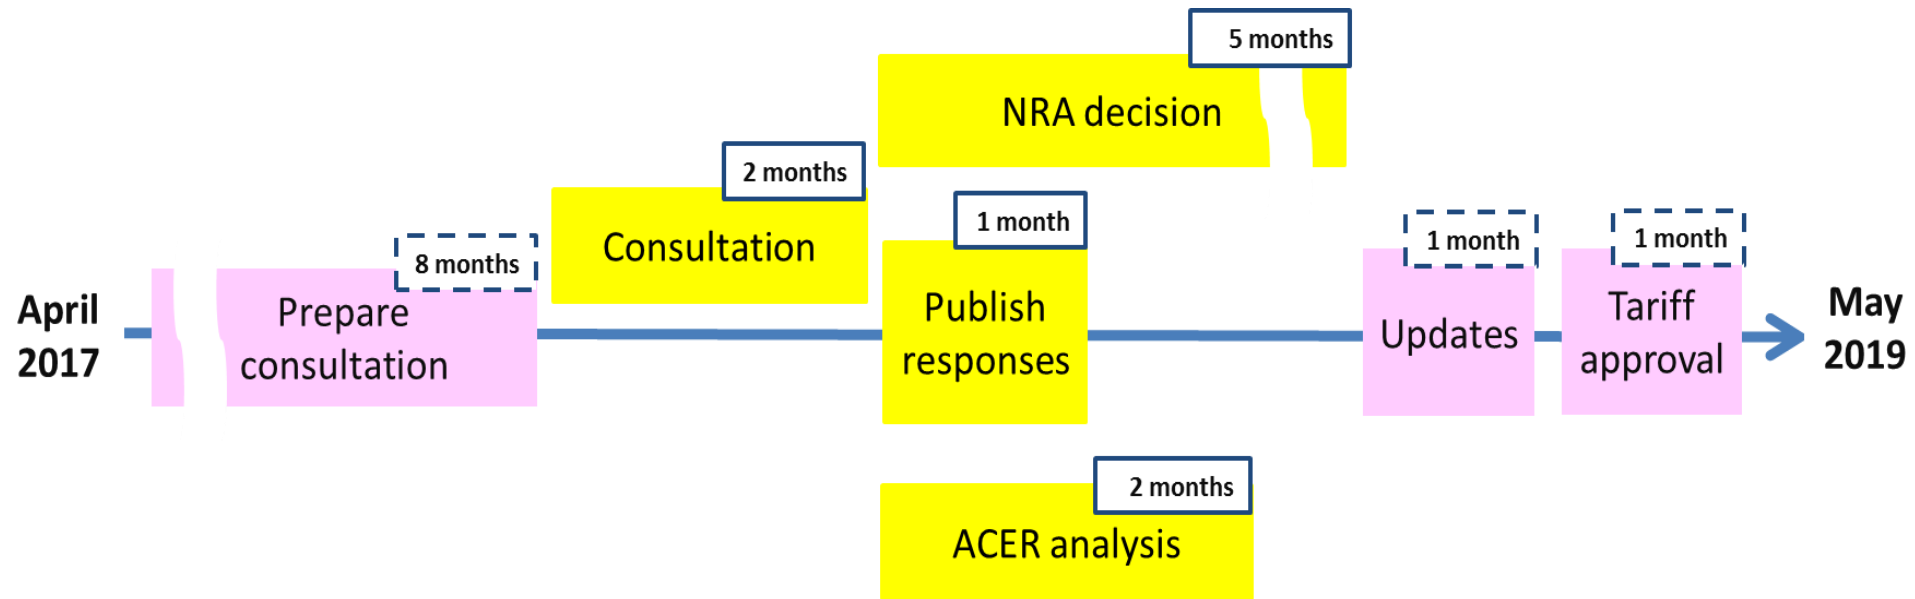 April
2017
8 months
Prepare
consultation
2 months
Consultation
5 months
NRA decision
1 month
Publish
responses
2 months
ACER analysis
1 month
Updates
1 month
Tariff
approval
May
2019